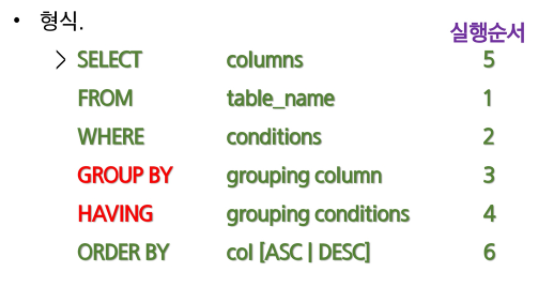 • 형식.
실행순서
> SELECT columns 5
FROM table_name 1
WHERE conditions 2
GROUP BY grouping column 3
HAVING grouping conditions 4
ORDER BY col [ASC | DESC] 6